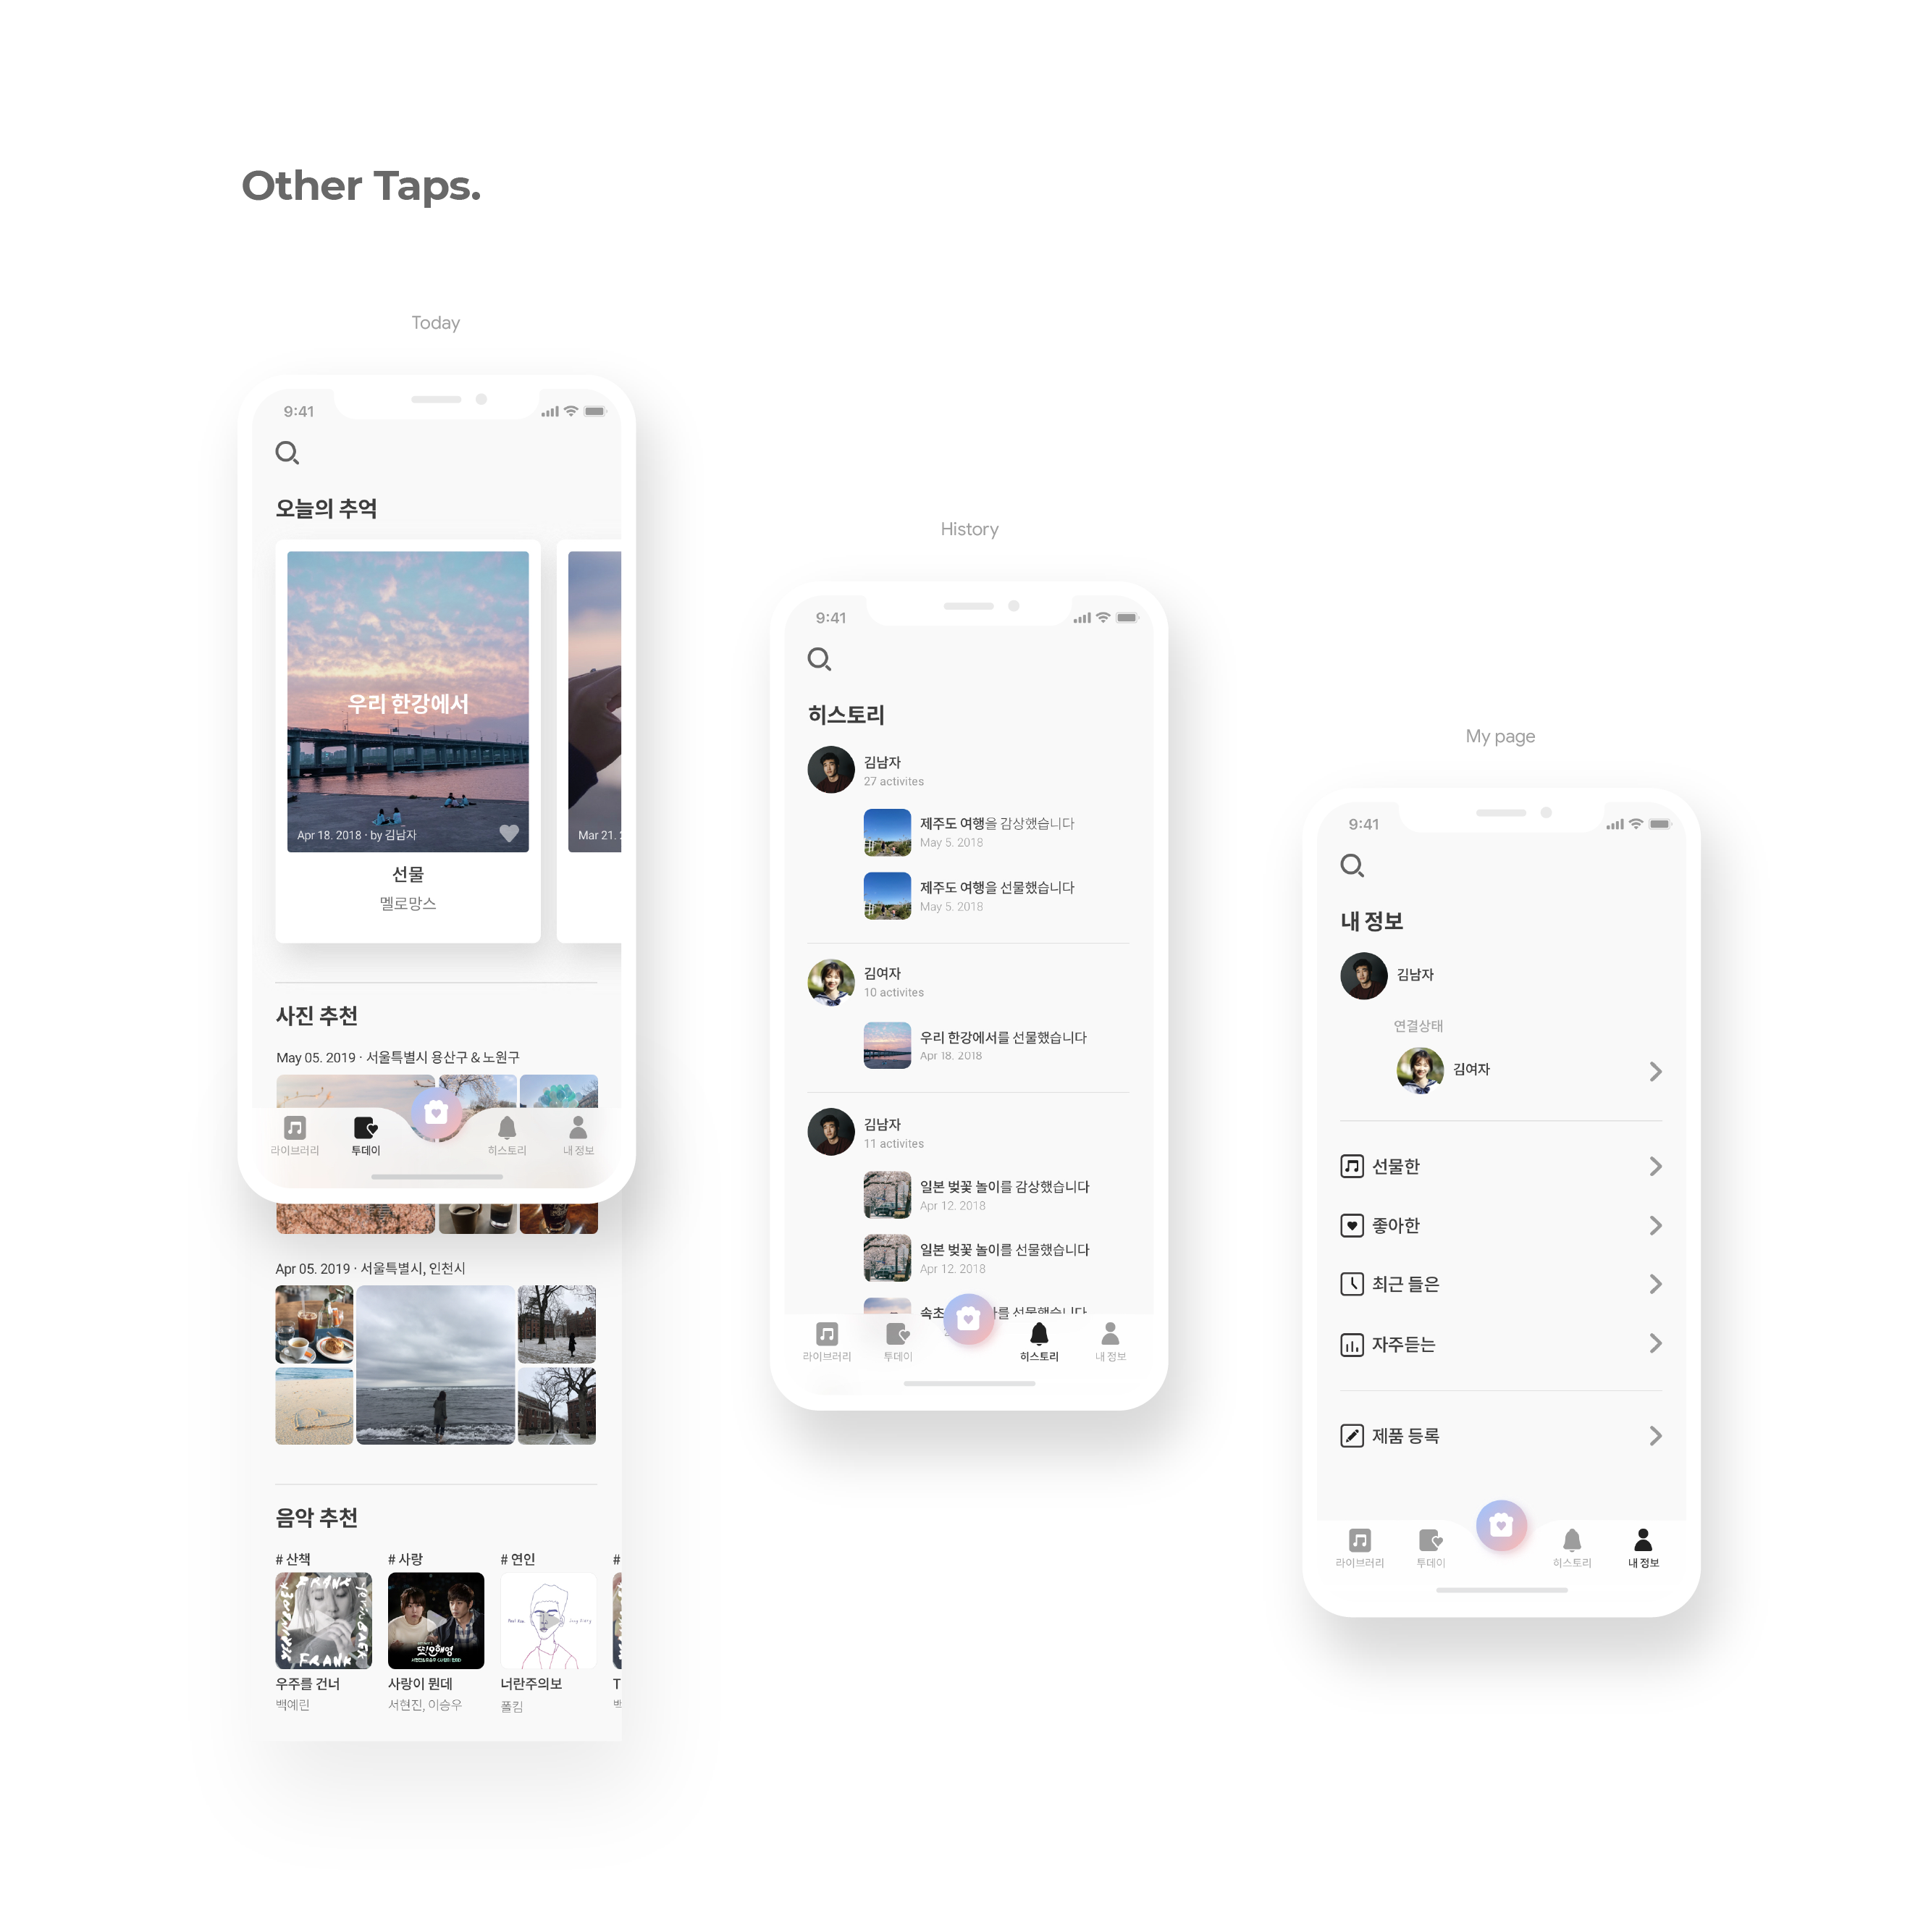 Other Taps.
Today
9:41
오늘의 추억
우리 한강에서
Apr 18. 2018 · by 김남자
Mar 21.
선물
멜로망스
사진 추천
May 05. 2019 · 서울특별시 용산구 & 노원구
라이브러리
투데이
히스토리
내 정보
Apr 05. 2019 · 서울특별시, 인천시
음악 추천
# 산책
# 사랑
# 연인
#
FRANK
또!오해영
우주를 건너
사랑이 뭔데
너란주의보
T
백예린
서현진, 이승우
폴킴
History
9:41
히스토리
김남자
27 activites
제주도 여행을 감상했습니다
May 5. 2018
제주도 여행을 선물했습니다
May 5. 2018
김여자
10 activites
우리 한강에서를 선물했습니다
Apr 18. 2018
김남자
11 activites
일본 벚꽃 놀이를 감상했습니다
Apr 12. 2018
일본 벚꽃 놀이를 선물했습니다
Apr 12. 2018
속초 를 선물했습니다
라이브러리
투데이
히스토리
내 정보
My page
9:41
내 정보
김남자
연결상태
김여자
선물한
좋아한
최근 들은
자주듣는
제품 등록
라이브러리
투데이
히스토리
내 정보